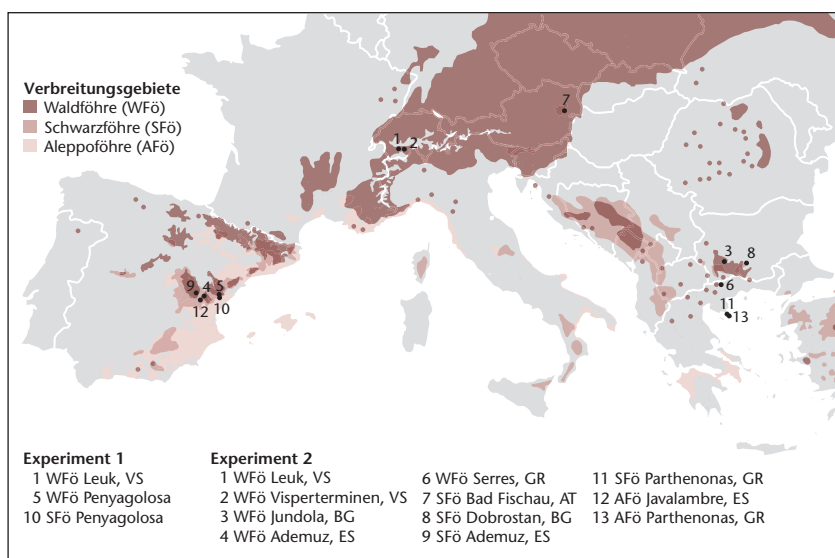 Verbreitungsgebiete
Waldföhre (WFö)
Schwarzföhre (SFö)
Aleppoföhre (AFö)
7
1 2
3 8
6
11
13
9 4 5
12 10
Experiment 1
1 WFö Leuk, VS
5 WFö Penyagolosa
10 SFö Penyagolosa
Experiment 2
1 WFö Leuk, VS
2 WFö Visperterminen, VS
3 WFö Jundola, BG
4 WFö Ademuz, ES
6 WFö Serres, GR
7 SFö Bad Fischau, AT
8 SFö Dobrostan, BG
9 SFö Ademuz, ES
11 SFö Parthenonas, GR
12 AFö Javalambre, ES
13 AFö Parthenonas, GR